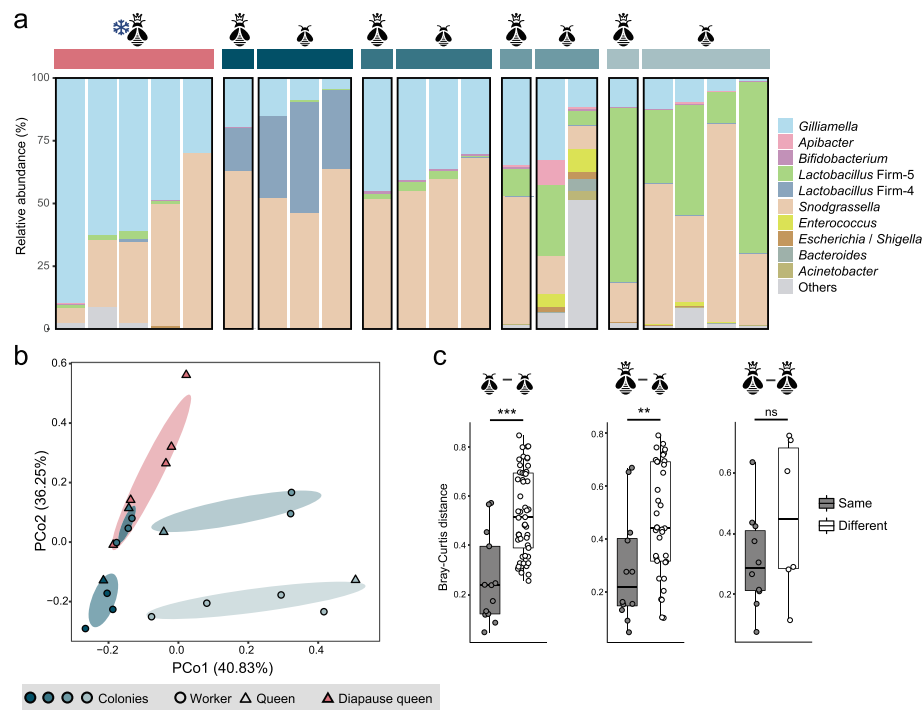 a
Relative abundance (%)
100
75
50
25
0
Gilliamella
Apibacter
Bifidobacterium
Lactobacillus Firm-5
Lactobacillus Firm-4
Snodgrassella
Enterococcus
Escherichia / Shigella
Bacteroides
Acinetobacter
Others
b
PCo2 (36.25%)
0.6
0.4
0.2
0.0
−0.2
−0.2 0.0 0.2 0.4
PCo1 (40.83%)
Colonies Worker Queen Diapause queen
c
Bray-Curtis distance
***
0.8
0.6
0.4
0.2
**
0.8
0.6
0.4
0.2
ns
0.6
0.4
0.2
Same
Different